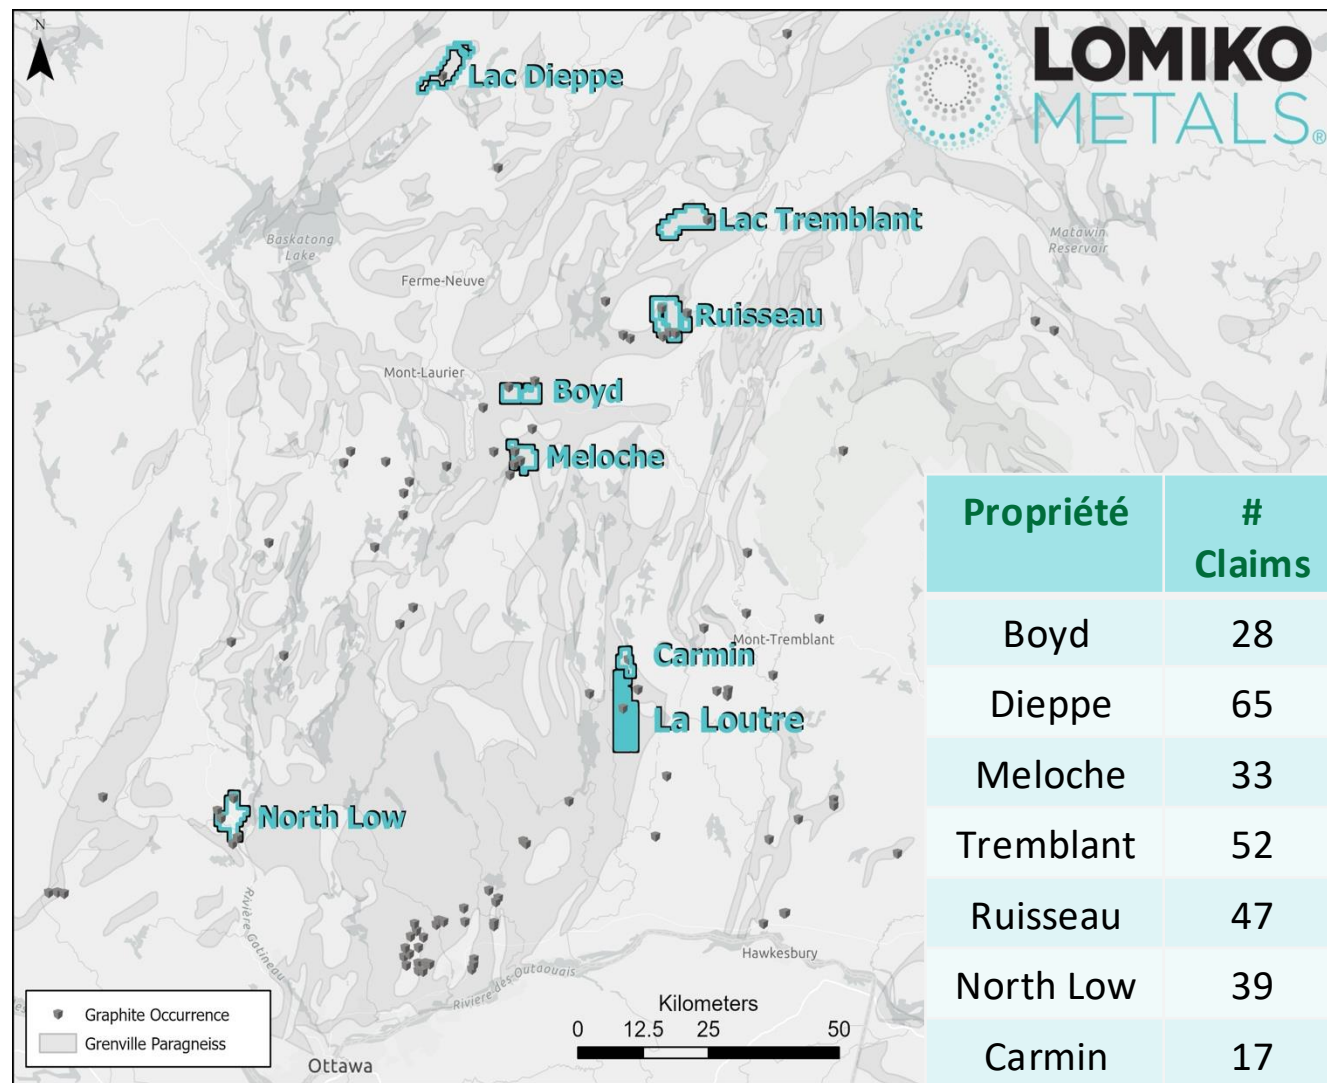 N
LOMIKO
METALS®
Lac Dieppe
Lac Tremblant
Baskatong
Lake
Matawin
Reservoir
Ferme-Neuve
Ruisseau
Mont-Laurier
Boyd
Meloche
Propriété # Claims
Boyd 28
Dieppe 65
Meloche 33
Tremblant 52
Ruisseau 47
North Low 39
Carmin 17
Mont-Tremblant
Carmin
La Loutre
North Low
Rivière Gatineau
Rivière des Outaouais
Hawkesbury
Graphite Occurrence
Grenville Paragneiss
Ottawa
Kilometers
0 12.5 25 50